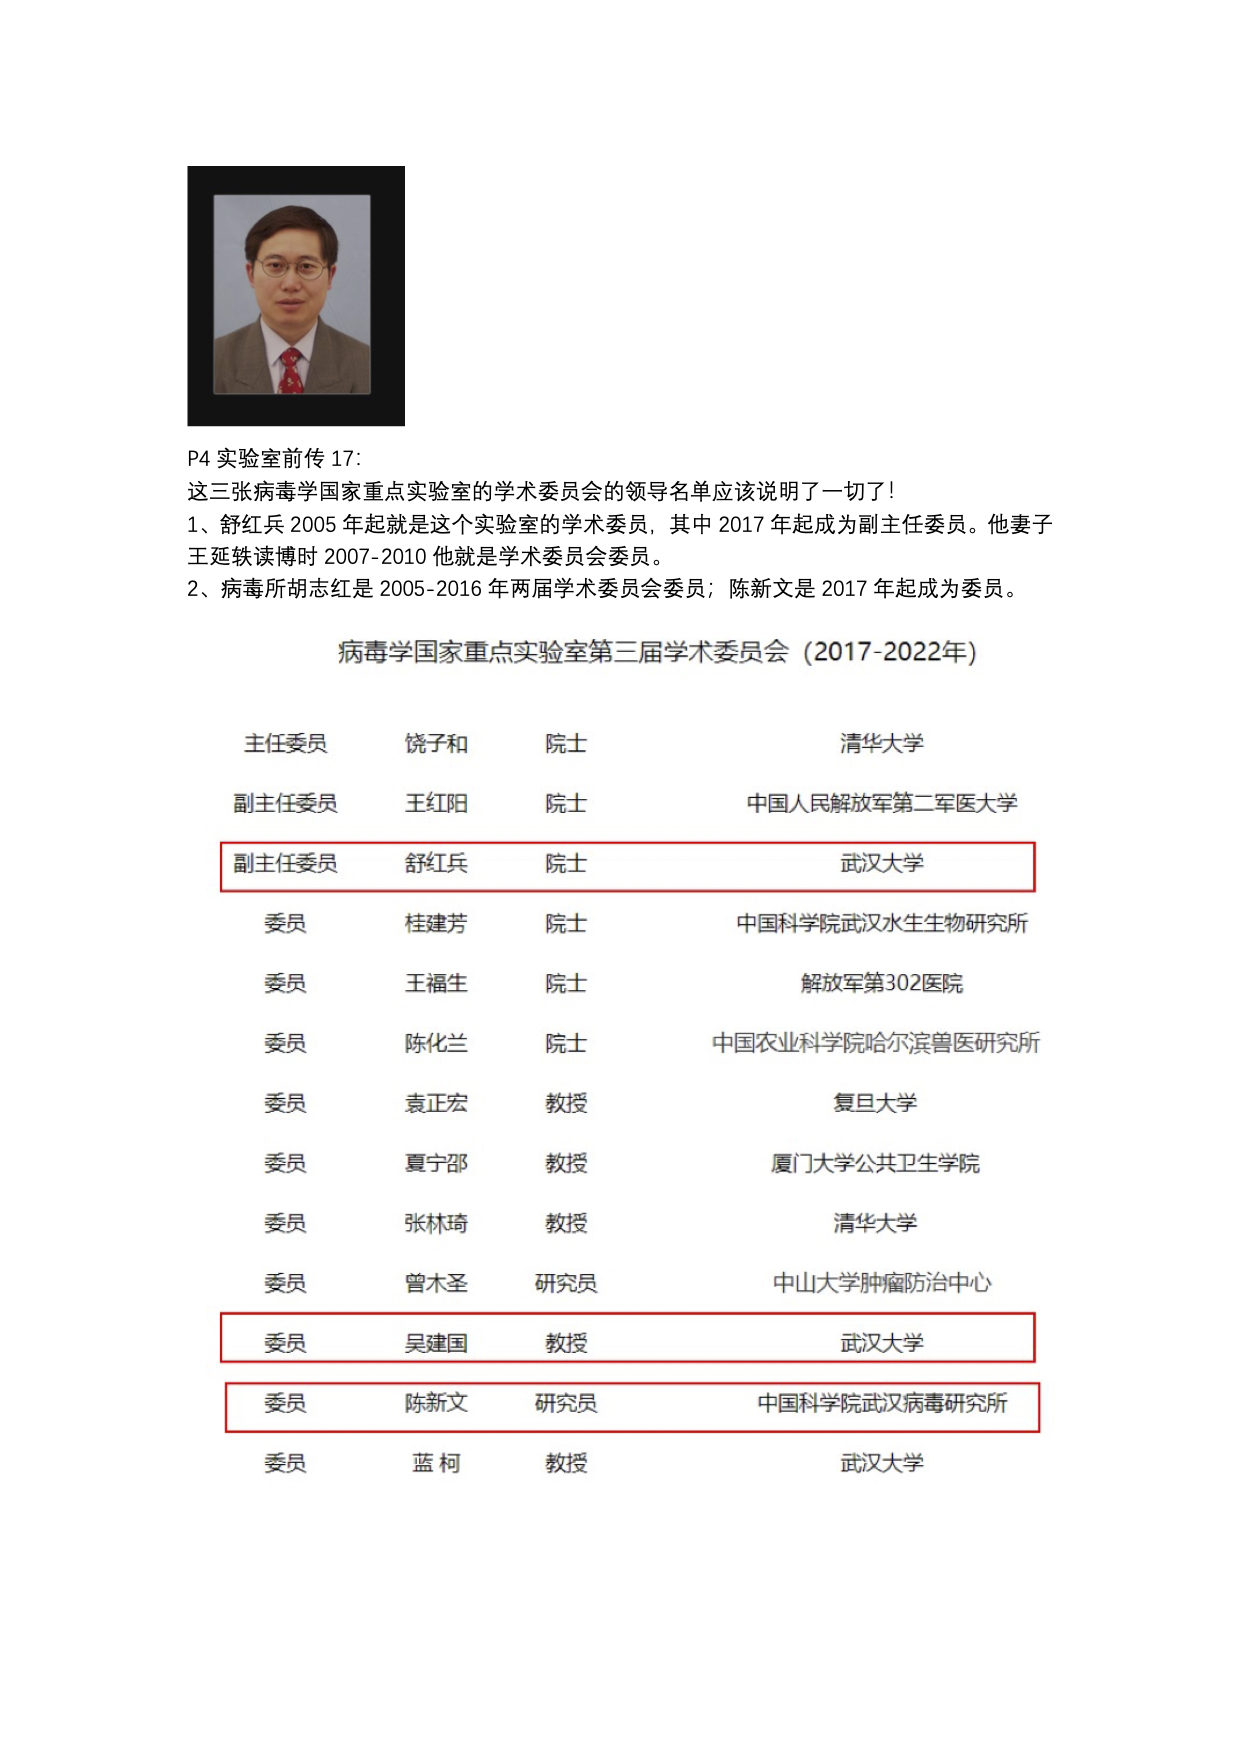 P4 实验室前传 17：
这三张病毒学国家重点实验室的学术委员会的领导名单应该说明了一切了！
1、舒红兵 2005 年起就是这个实验室的学术委员，其中 2017 年起成为副主任委员。他妻子
王延轶读博时 2007-2010 他就是学术委员会委员。
2、病毒所胡志红是 2005-2016 年两届学术委员会委员；陈新文是 2017 年起成为委员。
病毒学国家重点实验室第三届学术委员会（2017-2022年)
主任委员 饶子和 院士 清华大学
副主任委员 王红阳 院士 中国人民解放军第二军医大学
副主任委员 舒红兵 院士 武汉大学
委员 桂建芳 院士 中国科学院武汉水生生物研究所
委员 王福生 院士 解放军第302医院
委员 陈化兰 院士 中国农业科学院哈尔滨兽医研究所
委员 袁正宏 教授 复旦大学
委员 夏宁邵 教授 厦门大学公共卫生学院
委员 张林琦 教授 清华大学
委员 曾木圣 研究员 中山大学肿瘤防治中心
委员 吴建国 教授 武汉大学
委员 陈新文 研究员 中国科学院武汉病毒研究所
委员 蓝 柯 教授 武汉大学